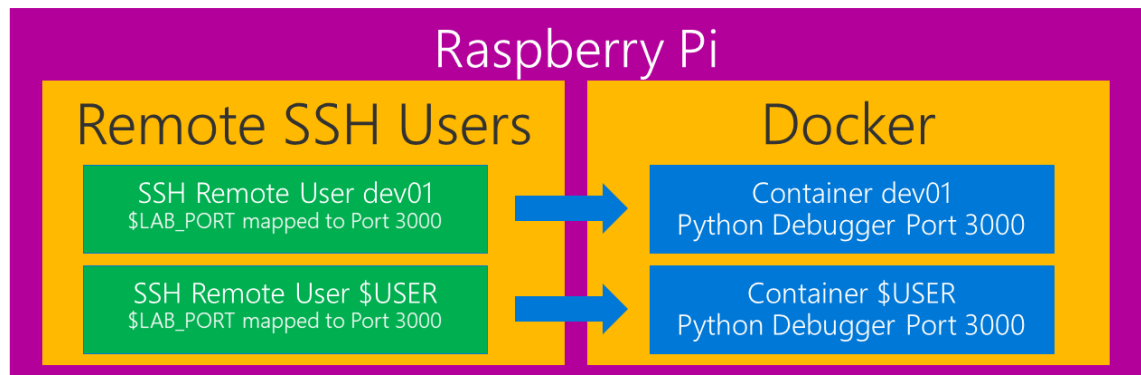 Raspberry Pi
Remote SSH Users
SSH Remote User dev01
$LAB_PORT mapped to Port 3000
SSH Remote User $USER
$LAB_PORT mapped to Port 3000
Docker
Container dev01
Python Debugger Port 3000
Container $USER
Python Debugger Port 3000